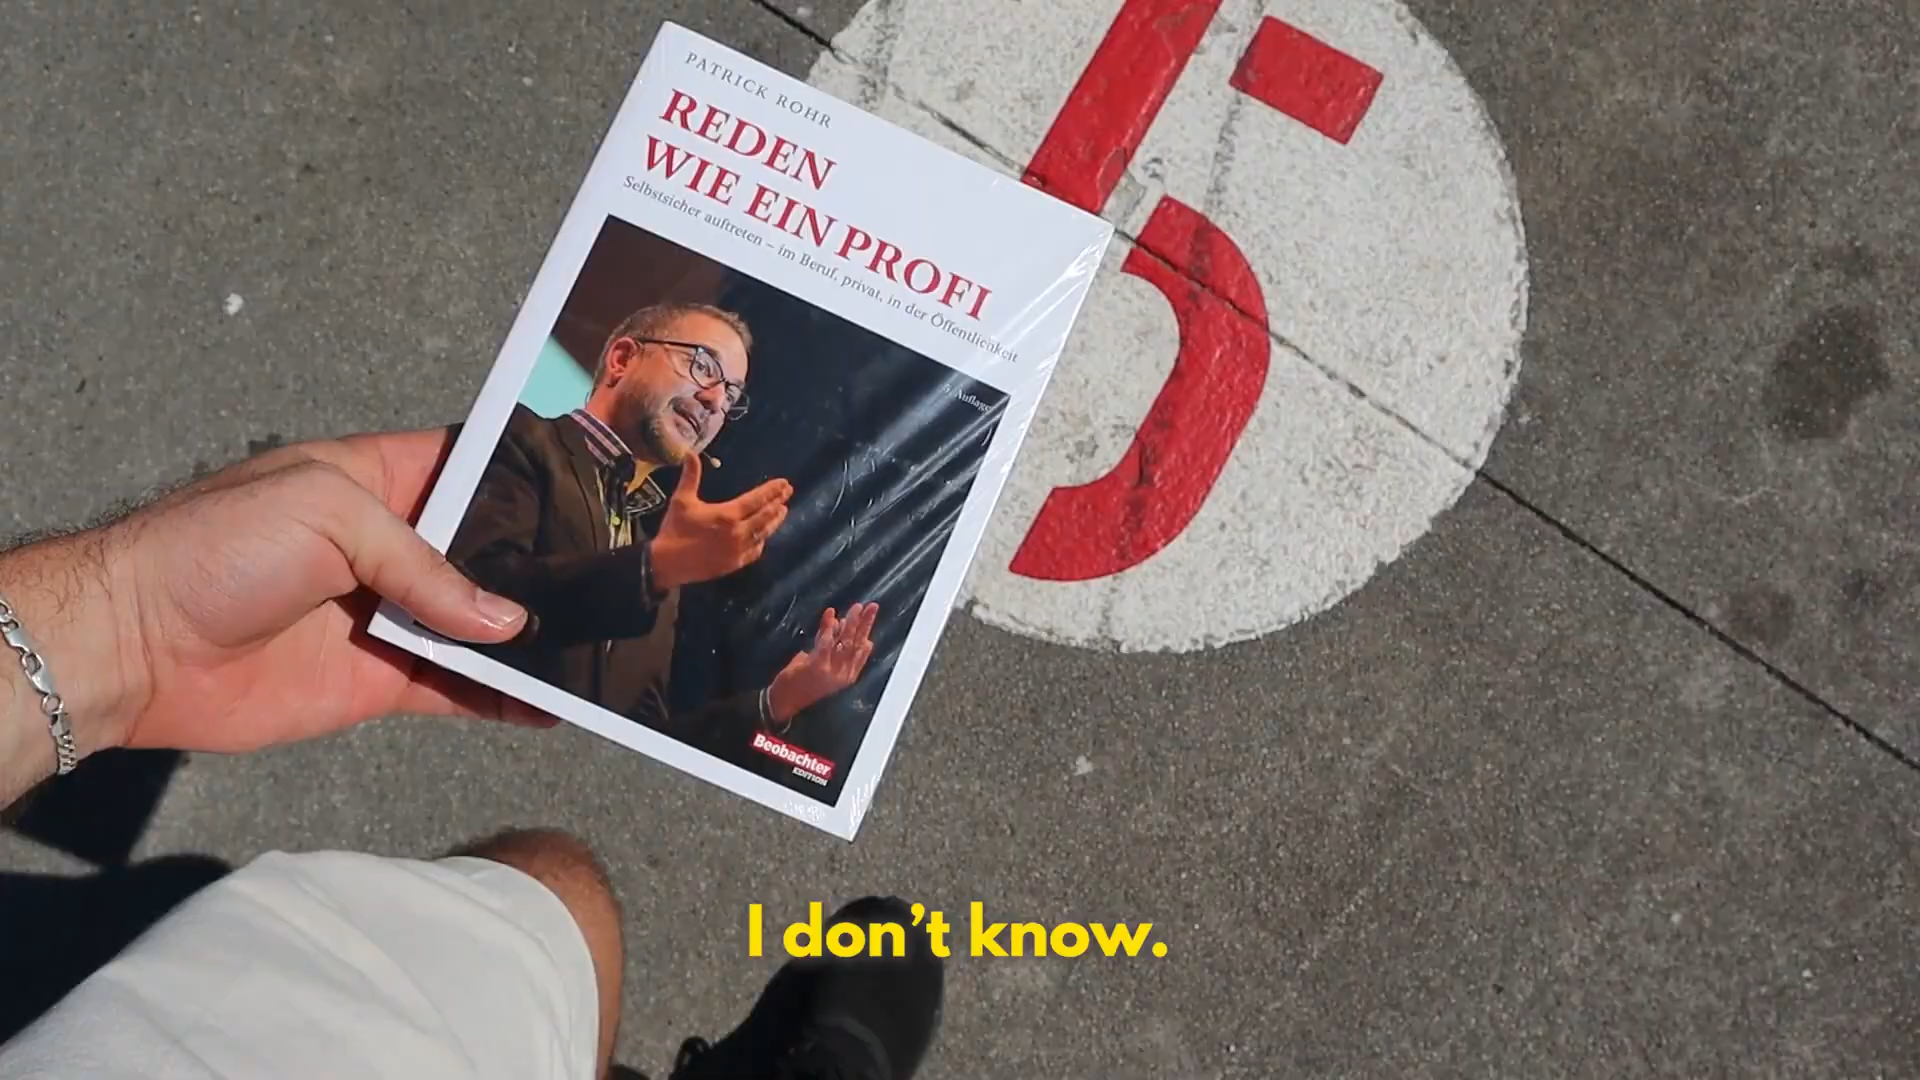 PATRICK ROHR
REDEN
WIE EIN PROFI
Selbstsicher auftreten – im Beruf, privat, in der Öffentlichkeit
5. Auflage
Beobachter
EDITION
I don’t know.